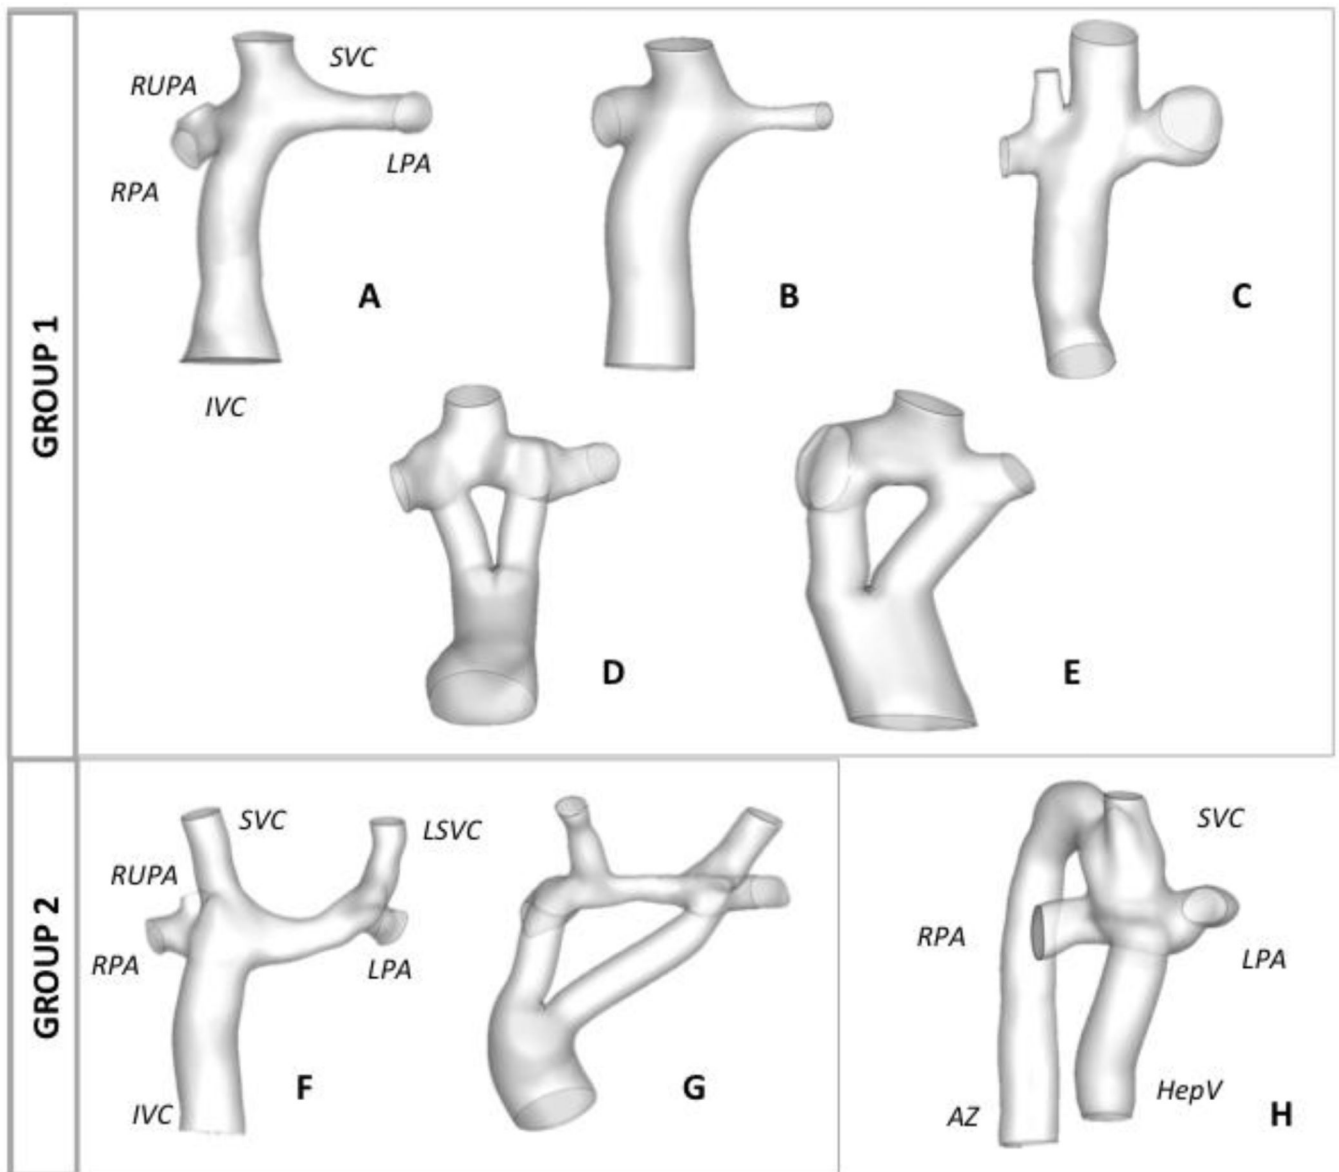 GROUP 1
SVC
RUPA
LPA
RPA
A
B
C
IVC
D
E
GROUP 2
SVC
LSVC
RUPA
RPA
LPA
F
IVC
G
SVC
RPA
LPA
HepV
AZ
H